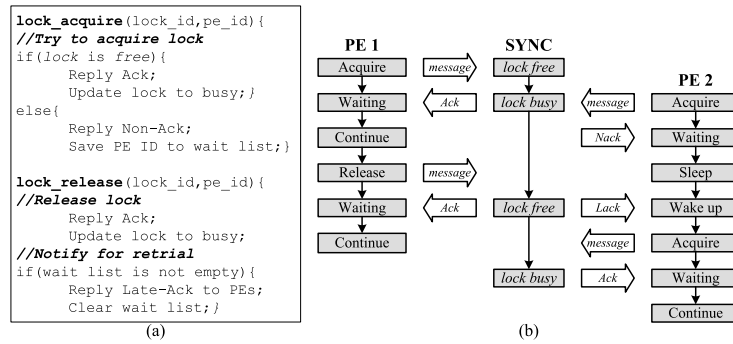 lock_acquire(lock_id,pe_id){
//Try to acquire lock
if(lock is free){
Reply Ack;
Update lock to busy;}
else{
Reply Non-Ack;
Save PE ID to wait list;}
lock_release(lock_id,pe_id){
//Release lock
Reply Ack;
Update lock to busy;
//Notify for retrial
if(wait list is not empty){
Reply Late-Ack to PEs;
Clear wait list;}
(a)
PE 1 SYNC
PE 2
Acquire message lock free
Waiting Ack lock busy message Acquire
Continue Nack Waiting
Release message Sleep
Waiting Ack lock free Lack Wake up
Continue message Acquire
lock busy Ack Waiting
Continue
(b)